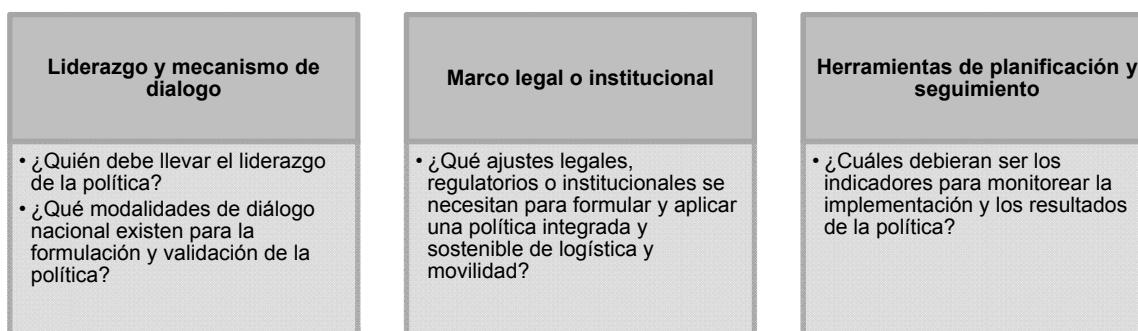 Liderazgo y mecanismo de
dialogo
• ¿Quién debe llevar el liderazgo
de la política?
• ¿Qué modalidades de diálogo
nacional existen para la
formulación y validación de la
política?
Marco legal o institucional
• ¿Qué ajustes legales,
regulatorios o institucionales se
necesitan para formular y aplicar
una política integrada y
sostenible de logística y
movilidad?
Herramientas de planificación y
seguimiento
• ¿Cuáles debieran ser los
indicadores para monitorear la
implementación y los resultados
de la política?